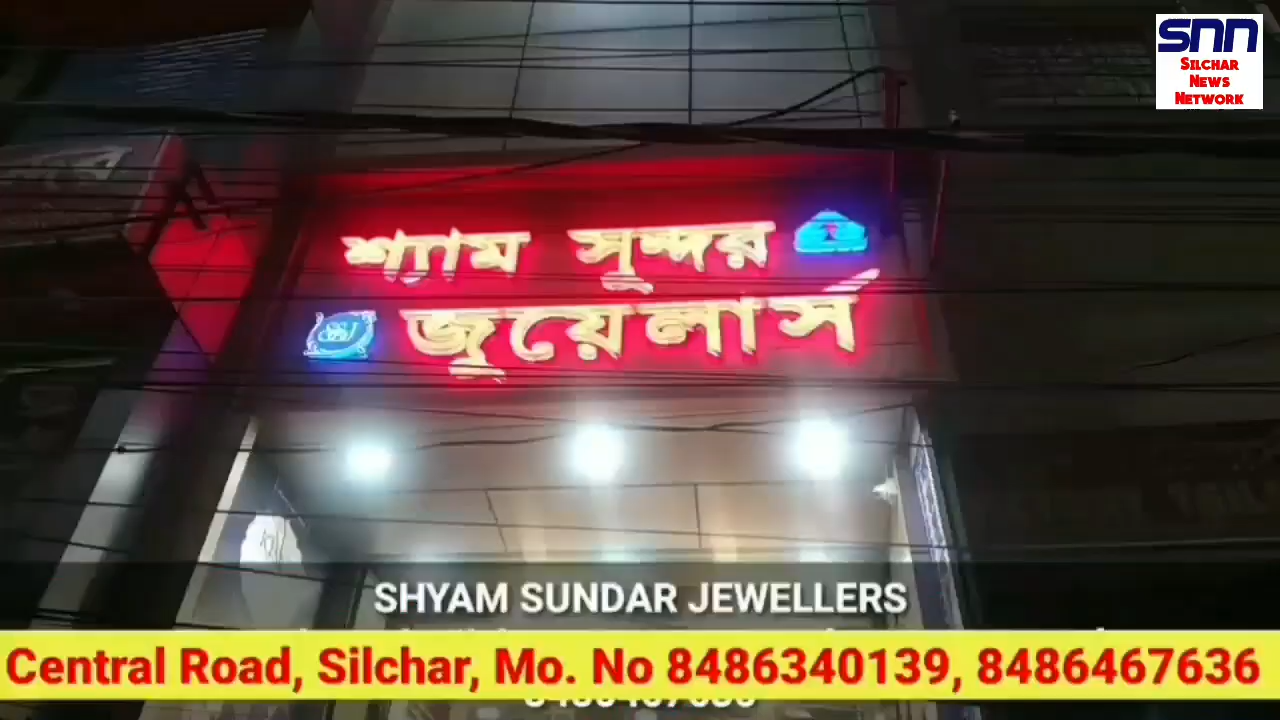 SNN
SILCHAR
NEWS
NETWORK
শ্যাম সুন্দর
জুয়েলার্স
SHYAM SUNDAR JEWELLERS
Central Road, Silchar, Mo. No 8486340139, 8486467636